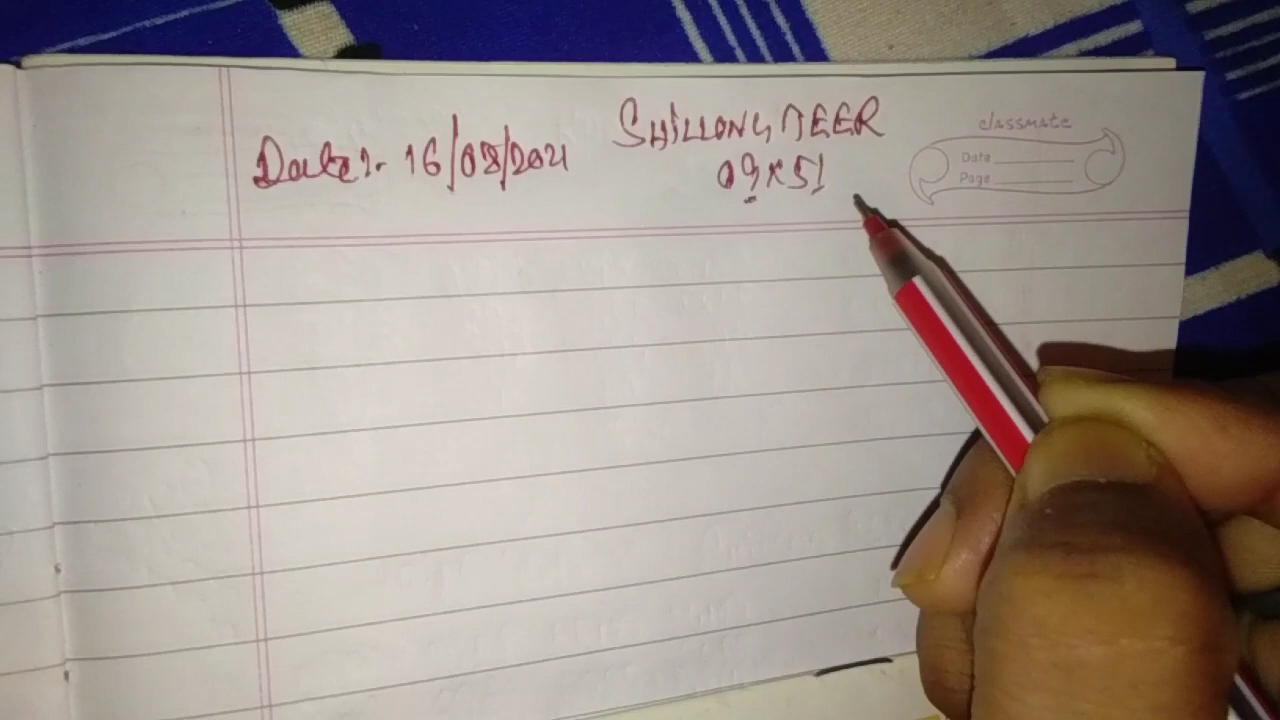 Date:- 16/08/2021
SHILLONG TEER
09x51
classmate
Date
Page